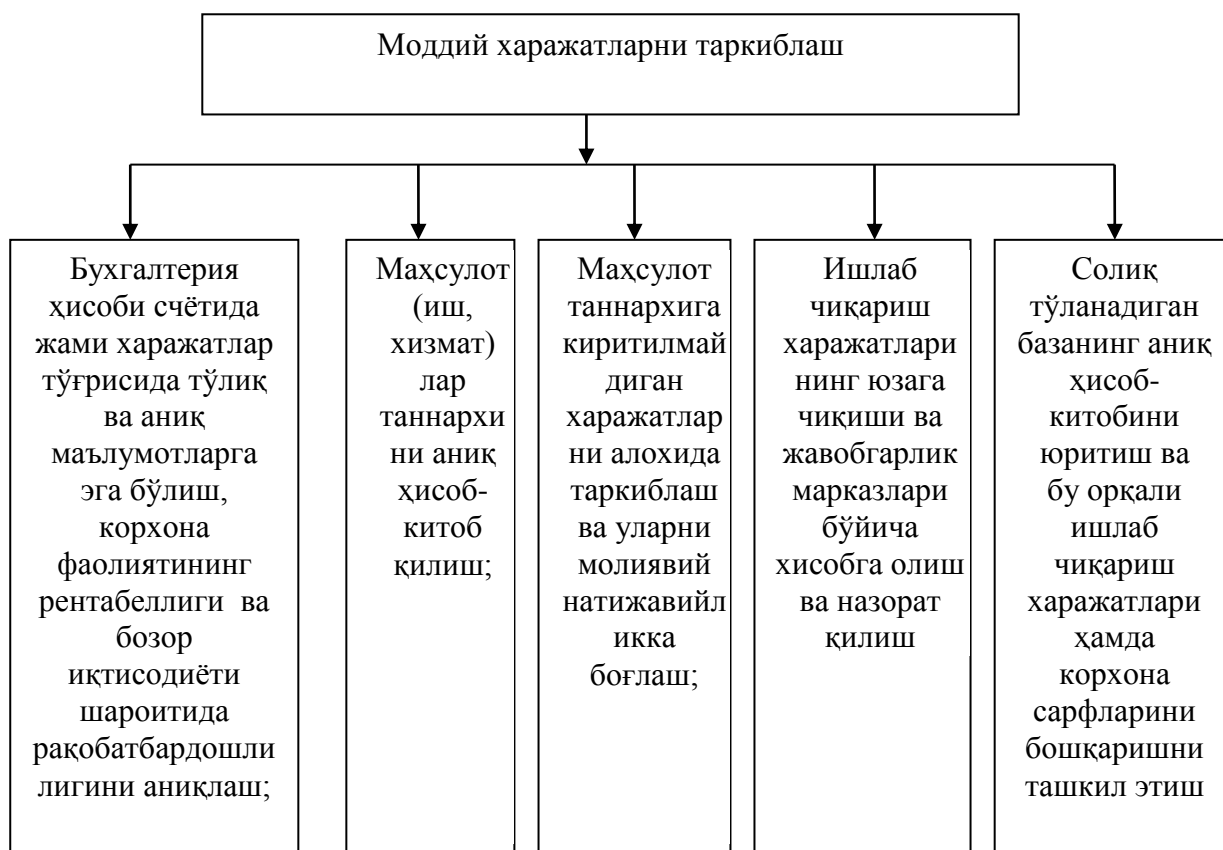 Моддий харажатларни таркиблаш
Бухгалтерия
ҳисоби счётида
жами харажатлар
тўғрисида тўлиқ
ва аниқ
маълумотларга
эга бўлиш,
корхона
фаолиятининг
рентабеллиги ва
бозор
иқтисодиёти
шароитида
рақобатбардошли
лигини аниқлаш;
Маҳсулот
(иш,
хизмат)
лар
таннархи
ни аниқ
ҳисоб-
китоб
қилиш;
Маҳсулот
таннархига
киритилмай
диган
харажатлар
ни алохида
таркиблаш
ва уларни
молиявий
натижавийл
икка
боғлаш;
Ишлаб
чиқариш
харажатлари
нинг юзага
чиқиши ва
жавобгарлик
марказлари
бўйича
хисобга олиш
ва назорат
қилиш
Солиқ
тўланадиган
базанинг аниқ
ҳисоб-
китобини
юритиш ва
бу орқали
ишлаб
чиқариш
харажатлари
ҳамда
корхона
сарфларини
бошқаришни
ташкил этиш